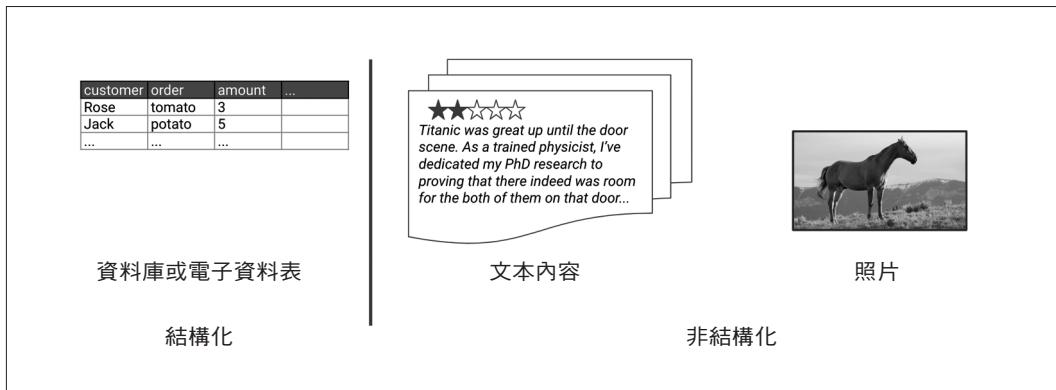 customer order amount ...
Rose tomato 3
Jack potato 5
... ... ...
Titanic was great up until the door
scene. As a trained physicist, I've
dedicated my PhD research to
proving that there indeed was room
for the both of them on that door...
資料庫或電子資料表
文本內容
照片
結構化
非結構化